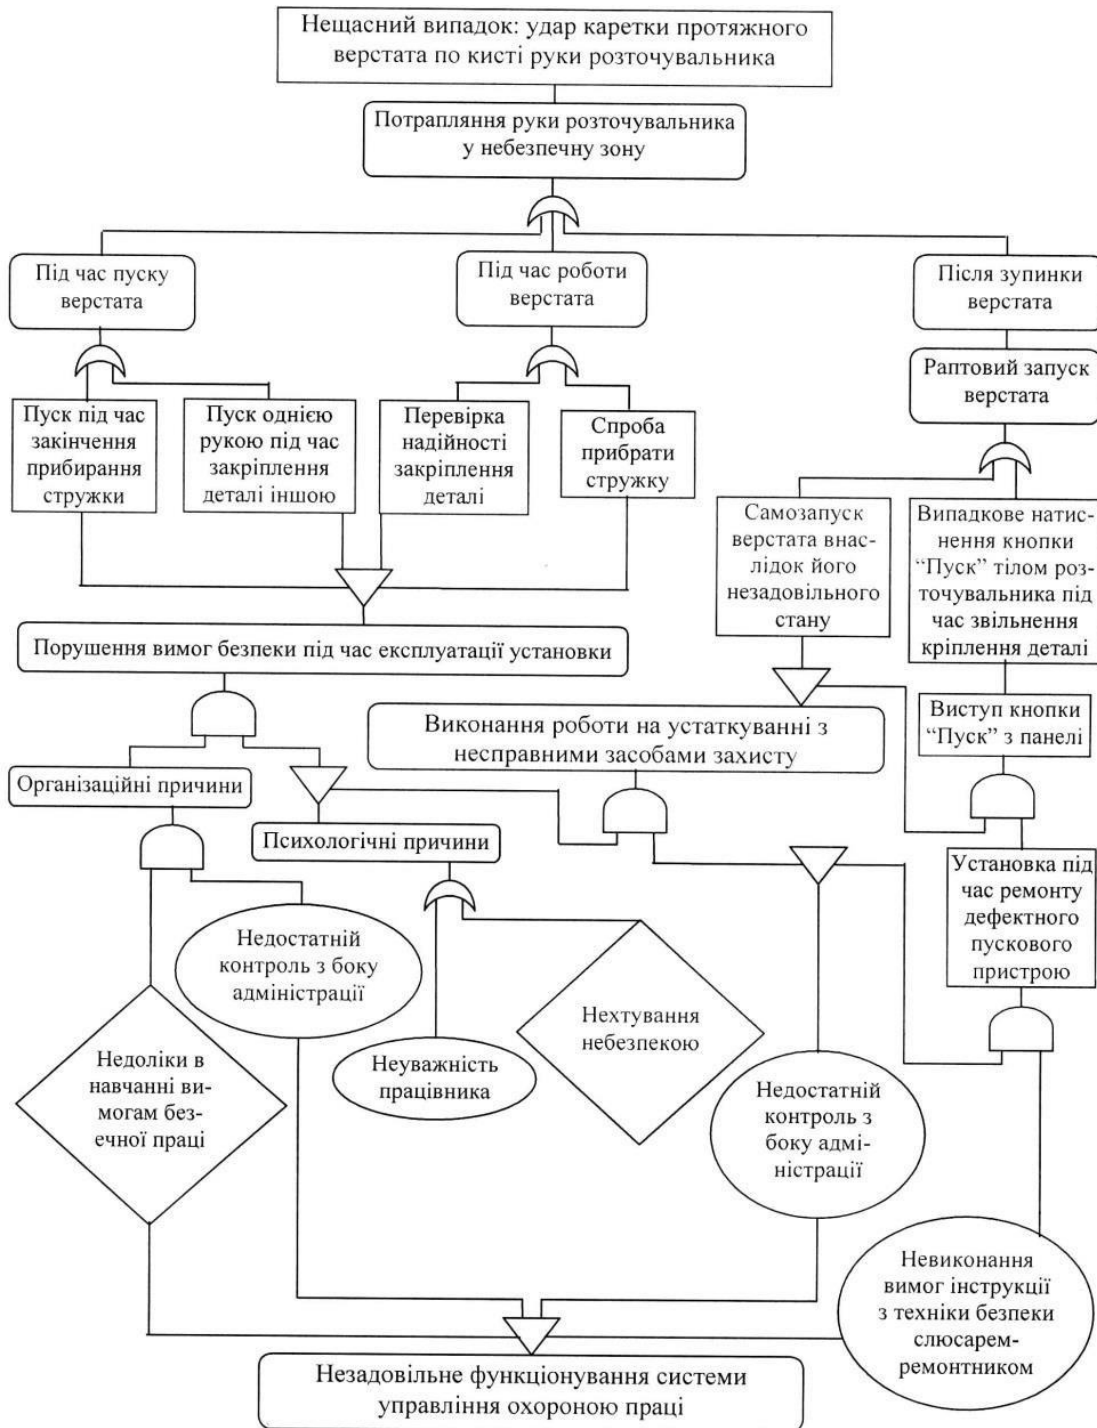 Нещасний випадок: удар каретки протяжного
верстата по кисті руки розточувальника
Потрапляння руки розточувальника
у небезпечну зону
Під час пуску
верстата
Під час роботи
верстата
Після зупинки
верстата
Раптовий запуск
верстата
Пуск під час
закінчення
прибирання
стружки
Пуск однією
рукою під час
закріплення
деталі іншою
Перевірка
надійності
закріплення
деталі
Спроба
прибрати
стружку
Самозапуск
верстата внас-
лідок його
незадовільного
стану
Випадкове натис-
нення кнопки
“Пуск” тілом роз-
точувальника під
час звільнення
кріплення деталі
Порушення вимог безпеки під час експлуатації установки
Виступ кнопки
“Пуск” з панелі
Виконання роботи на устаткуванні з
несправними засобами захисту
Організаційні причини
Психологічні причини
Установка під
час ремонту
дефектного
пускового
пристрою
Недостатній
контроль з боку
адміністрації
Нехтування
небезпекою
Недоліки в
навчанні ви-
могам без-
ечної праці
Неуважність
працівника
Недостатній
контроль з
боку адмі-
ністрації
Невиконання
вимог інструкції
з техніки безпеки
слюсарем-
ремонтником
Незадовільне функціонування системи
управління охороною праці